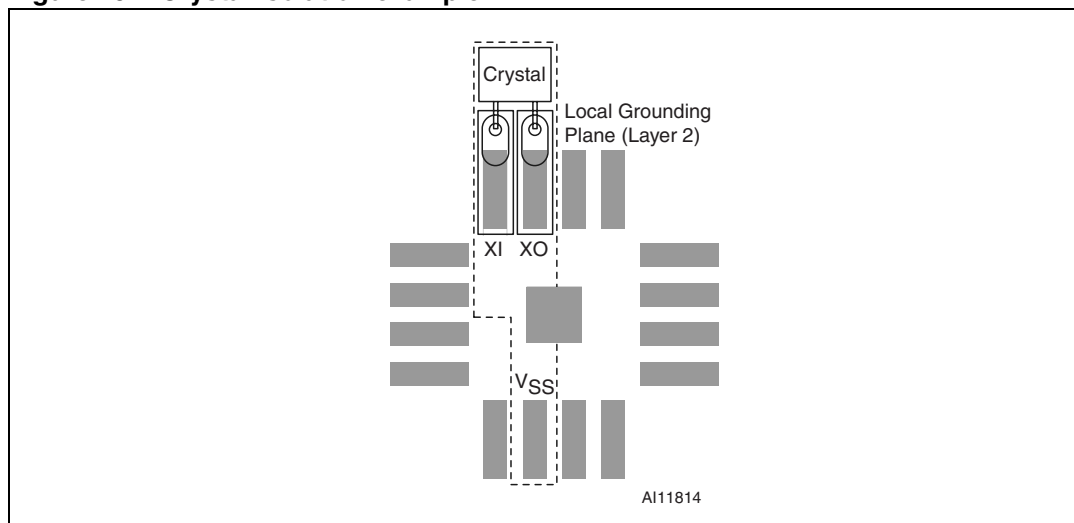 Crystal
Local Grounding
Plane (Layer 2)
XI XO
VSS
AI11814